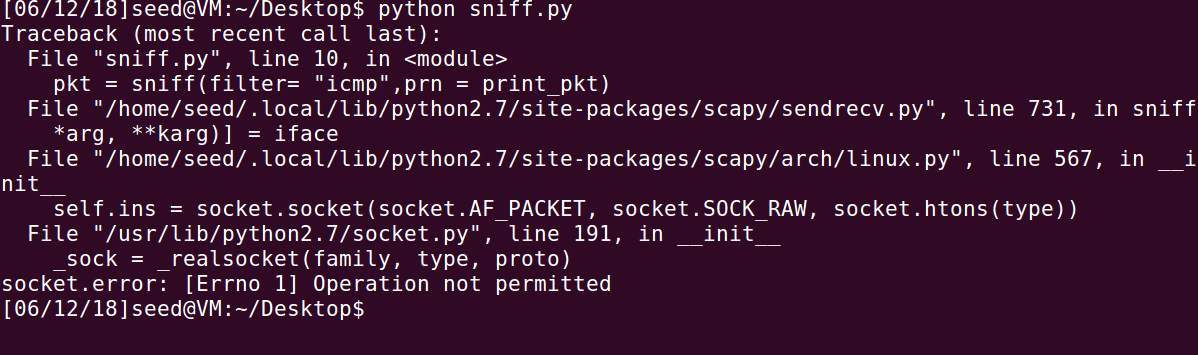 [06/12/18]seed@VM:~/Desktop$ python sniff.py
Traceback (most recent call last):
  File "sniff.py", line 10, in <module>
    pkt = sniff(filter= "icmp",prn = print_pkt)
  File "/home/seed/.local/lib/python2.7/site-packages/scapy/sendrecv.py", line 731, in sniff
    *arg, **karg)] = iface
  File "/home/seed/.local/lib/python2.7/site-packages/scapy/arch/linux.py", line 567, in __i
nit__
    self.ins = socket.socket(socket.AF_PACKET, socket.SOCK_RAW, socket.htons(type))
  File "/usr/lib/python2.7/socket.py", line 191, in __init__
    _sock = _realsocket(family, type, proto)
socket.error: [Errno 1] Operation not permitted
[06/12/18]seed@VM:~/Desktop$